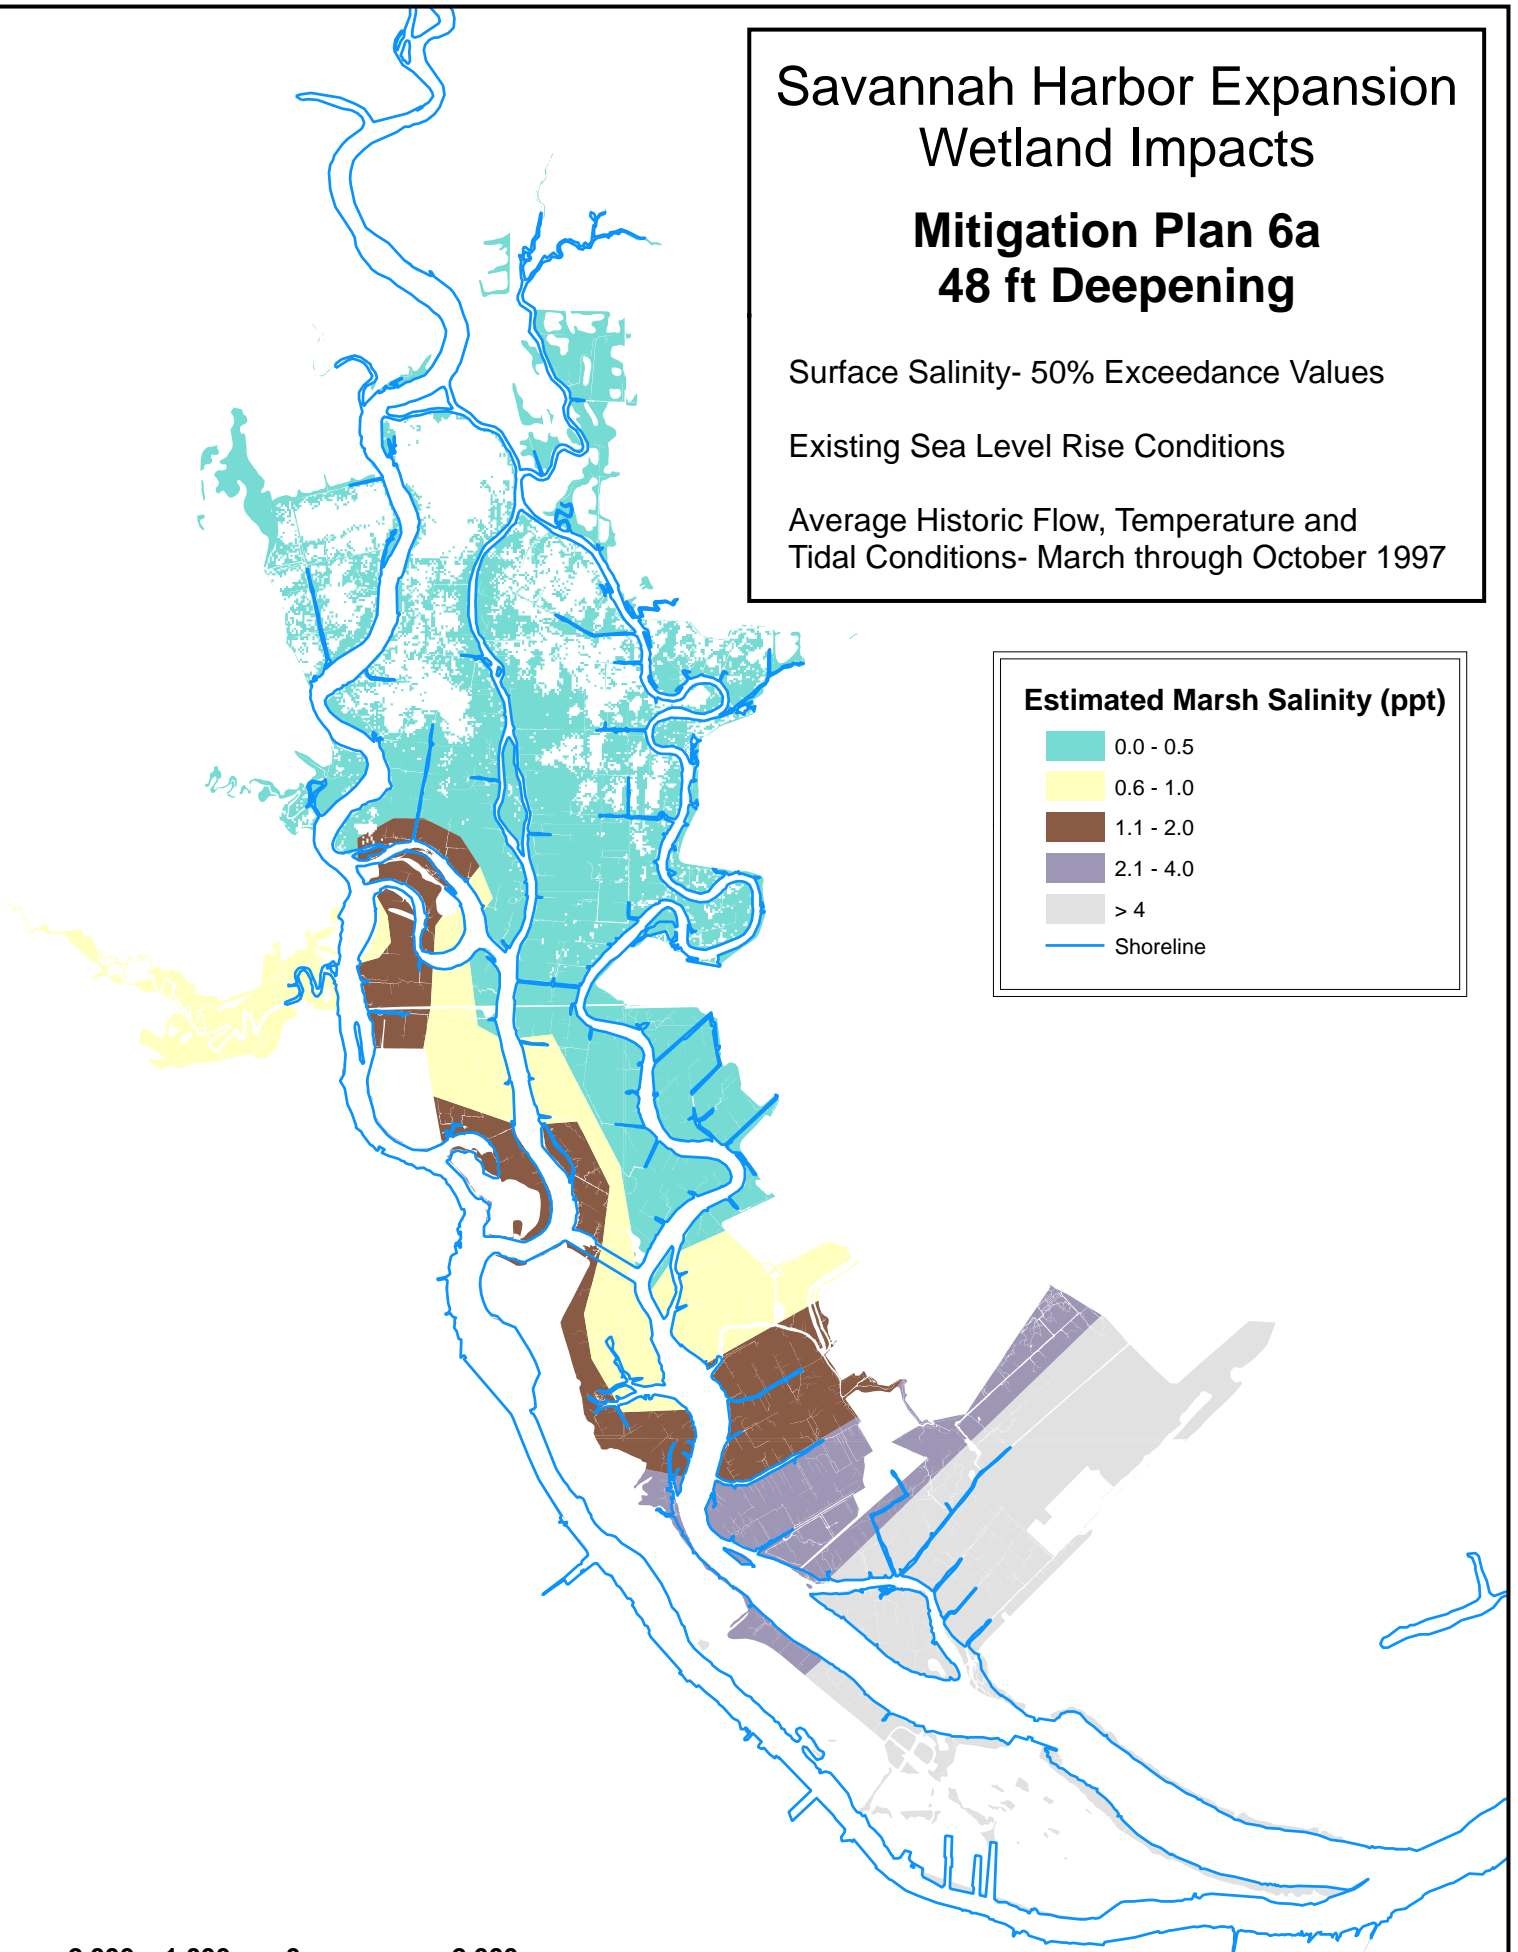 Savannah Harbor Expansion
Wetland Impacts
Mitigation Plan 6a
48 ft Deepening
Surface Salinity- 50% Exceedance Values
Existing Sea Level Rise Conditions
Average Historic Flow, Temperature and
Tidal Conditions- March through October 1997
Estimated Marsh Salinity (ppt)
0.0 - 0.5
0.6 - 1.0
1.1 - 2.0
2.1 - 4.0
> 4
Shoreline